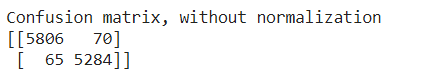 Confusion matrix, without normalization
[[5806   70]
 [  65 5284]]